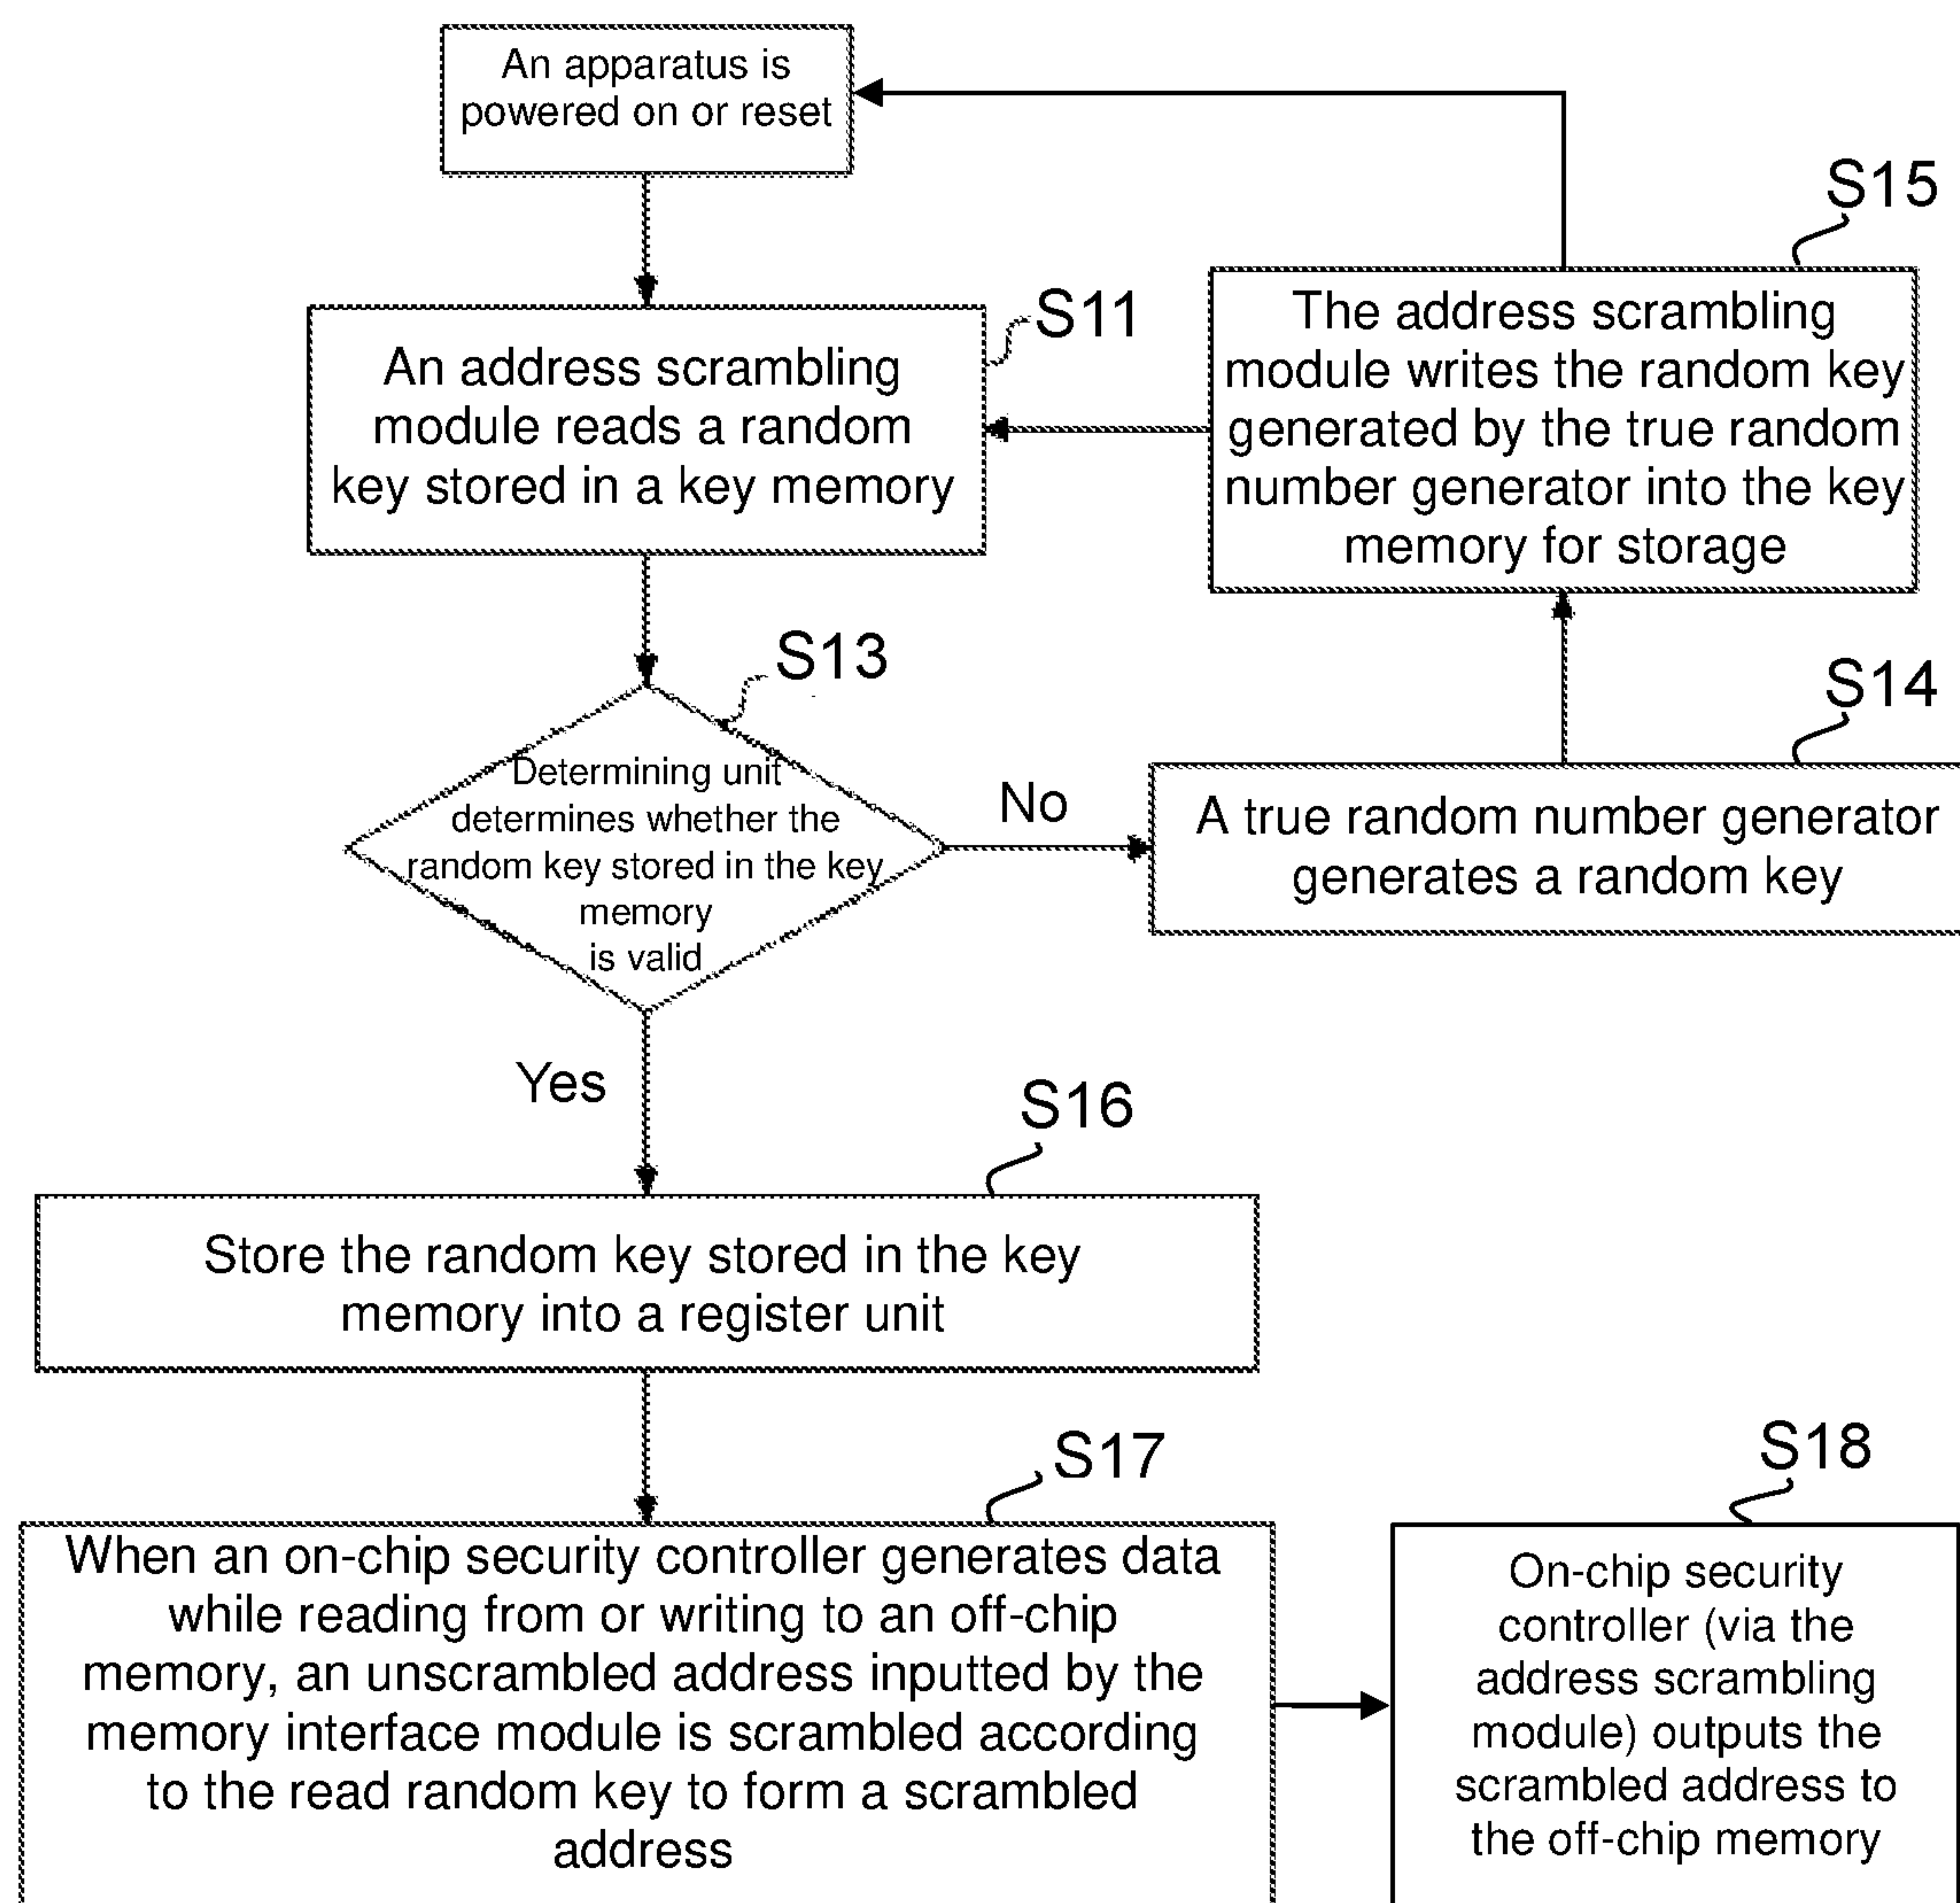 An apparatus is
powered on or reset
S15
S11
An address scrambling
module reads a random
key stored in a key memory
The address scrambling
module writes the random key
generated by the true random
number generator into the key
memory for storage
S13
Determining unit
determines whether the
random key stored in the key
memory
is valid
No
S14
A true random number generator
generates a random key
Yes
S16
Store the random key stored in the key
memory into a register unit
S17
When an on-chip security controller generates data
while reading from or writing to an off-chip
memory, an unscrambled address inputted by the
memory interface module is scrambled according
to the read random key to form a scrambled
address
S18
On-chip security
controller (via the
address scrambling
module) outputs the
scrambled address to
the off-chip memory